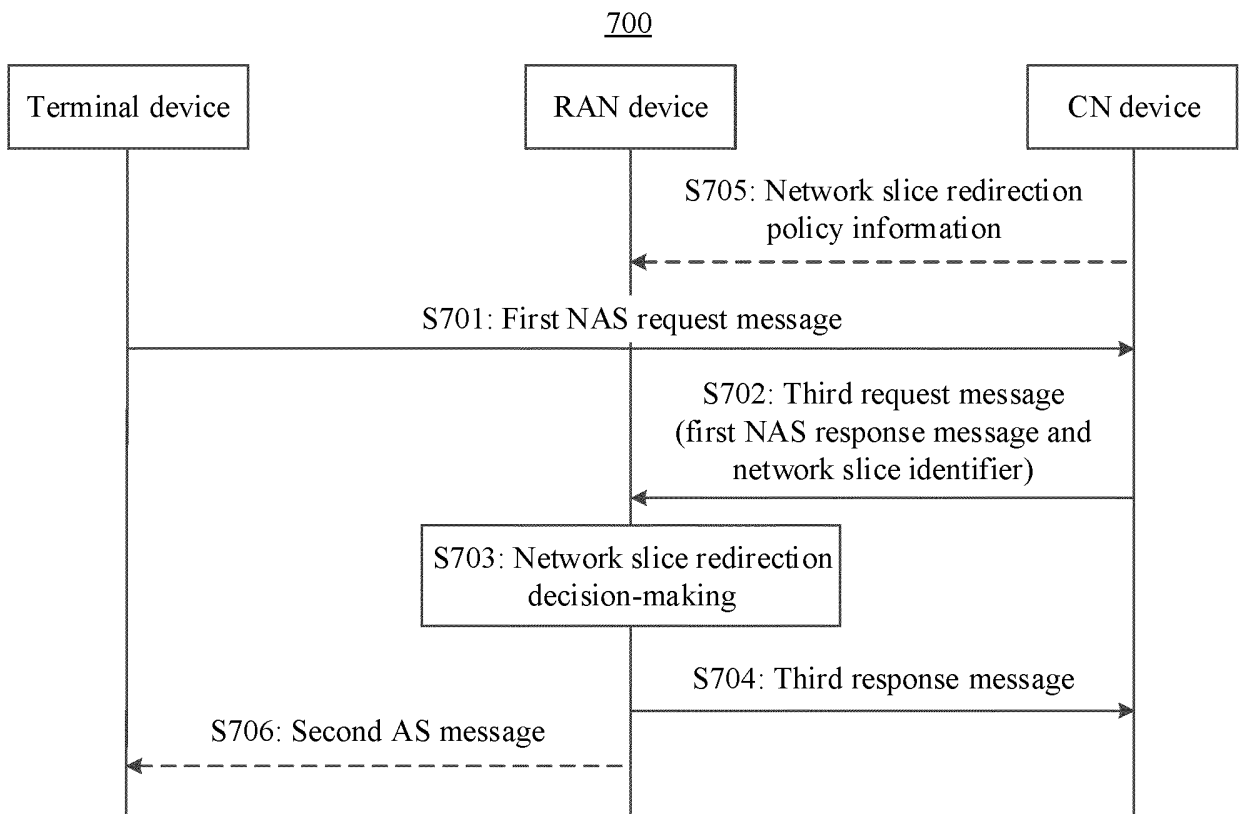 700
Terminal device
RAN device
CN device
S705: Network slice redirection
policy information
S701: First NAS request message
S702: Third request message
(first NAS response message and
network slice identifier)
S703: Network slice redirection
decision-making
S704: Third response message
S706: Second AS message